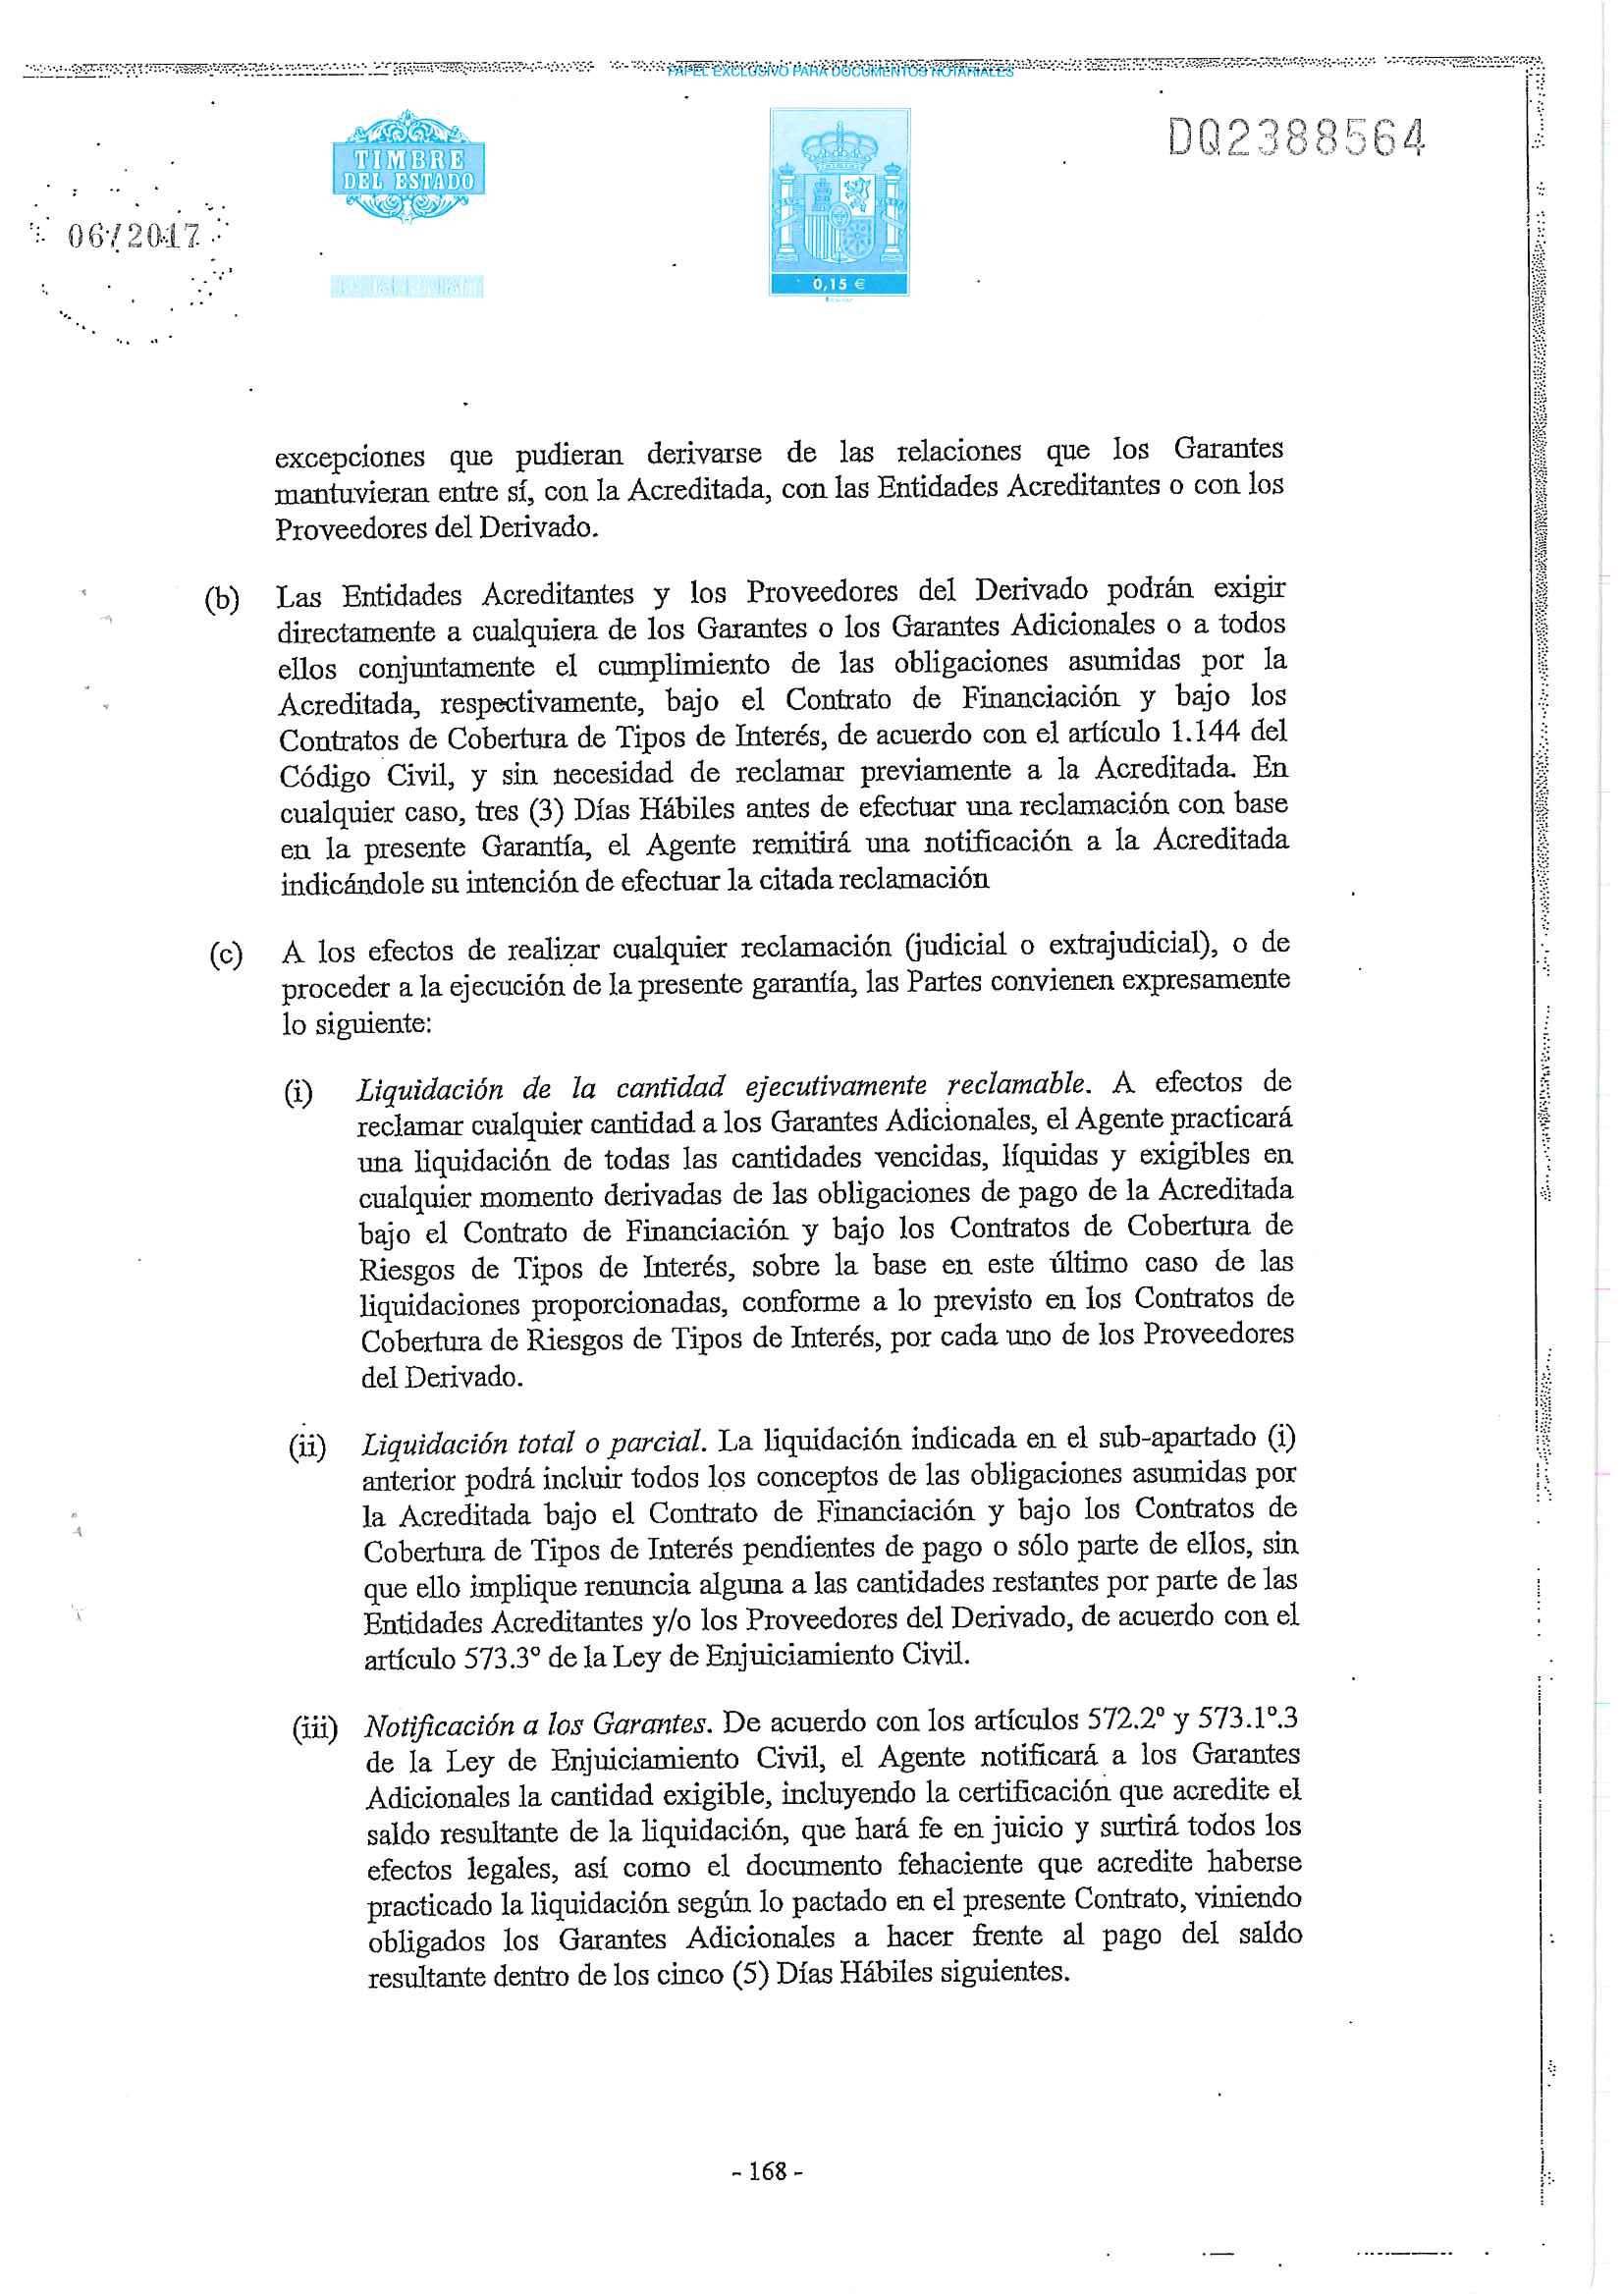 PAPEL EXCLUSIVO PARA DOCUMENTOS NOTARIALES
TIMBRE
DEL ESTADO
DQ2388564
06/2017
0,15 €
excepciones que pudieran derivarse de las relaciones que los Garantes
mantuvieran entre sí, con la Acreditada, con las Entidades Acreditantes o con los
Proveedores del Derivado.
(b) Las Entidades Acreditantes y los Proveedores del Derivado podrán exigir
directamente a cualquiera de los Garantes o los Garantes Adicionales o a todos
ellos conjuntamente el cumplimiento de las obligaciones asumidas por la
Acreditada, respectivamente, bajo el Contrato de Financiación y bajo los
Contratos de Cobertura de Tipos de Interés, de acuerdo con el artículo 1.144 del
Código Civil, y sin necesidad de reclamar previamente a la Acreditada. En
cualquier caso, tres (3) Días Hábiles antes de efectuar una reclamación con base
en la presente Garantía, el Agente remitirá una notificación a la Acreditada
indicándole su intención de efectuar la citada reclamación
(c) A los efectos de realizar cualquier reclamación (judicial o extrajudicial), o de
proceder a la ejecución de la presente garantía, las Partes convienen expresamente
lo siguiente:
(i) Liquidación de la cantidad ejecutivamente reclamable. A efectos de
reclamar cualquier cantidad a los Garantes Adicionales, el Agente practicará
una liquidación de todas las cantidades vencidas, líquidas y exigibles en
cualquier momento derivadas de las obligaciones de pago de la Acreditada
bajo el Contrato de Financiación y bajo los Contratos de Cobertura de
Riesgos de Tipos de Interés, sobre la base en este último caso de las
liquidaciones proporcionadas, conforme a lo previsto en los Contratos de
Cobertura de Riesgos de Tipos de Interés, por cada uno de los Proveedores
del Derivado.
(ii) Liquidación total o parcial. La liquidación indicada en el sub-apartado (i)
anterior podrá incluir todos los conceptos de las obligaciones asumidas por
la Acreditada bajo el Contrato de Financiación y bajo los Contratos de
Cobertura de Tipos de Interés pendientes de pago o sólo parte de ellos, sin
que ello implique renuncia alguna a las cantidades restantes por parte de las
Entidades Acreditantes y/o los Proveedores del Derivado, de acuerdo con el
artículo 573.3º de la Ley de Enjuiciamiento Civil.
(iii) Notificación a los Garantes. De acuerdo con los artículos 572.2º y 573.1º.3
de la Ley de Enjuiciamiento Civil, el Agente notificará a los Garantes
Adicionales la cantidad exigible, incluyendo la certificación que acredite el
saldo resultante de la liquidación, que hará fe en juicio y surtirá todos los
efectos legales, así como el documento fehaciente que acredite haberse
practicado la liquidación según lo pactado en el presente Contrato, viniendo
obligados los Garantes Adicionales a hacer frente al pago del saldo
resultante dentro de los cinco (5) Días Hábiles siguientes.
- 168 -